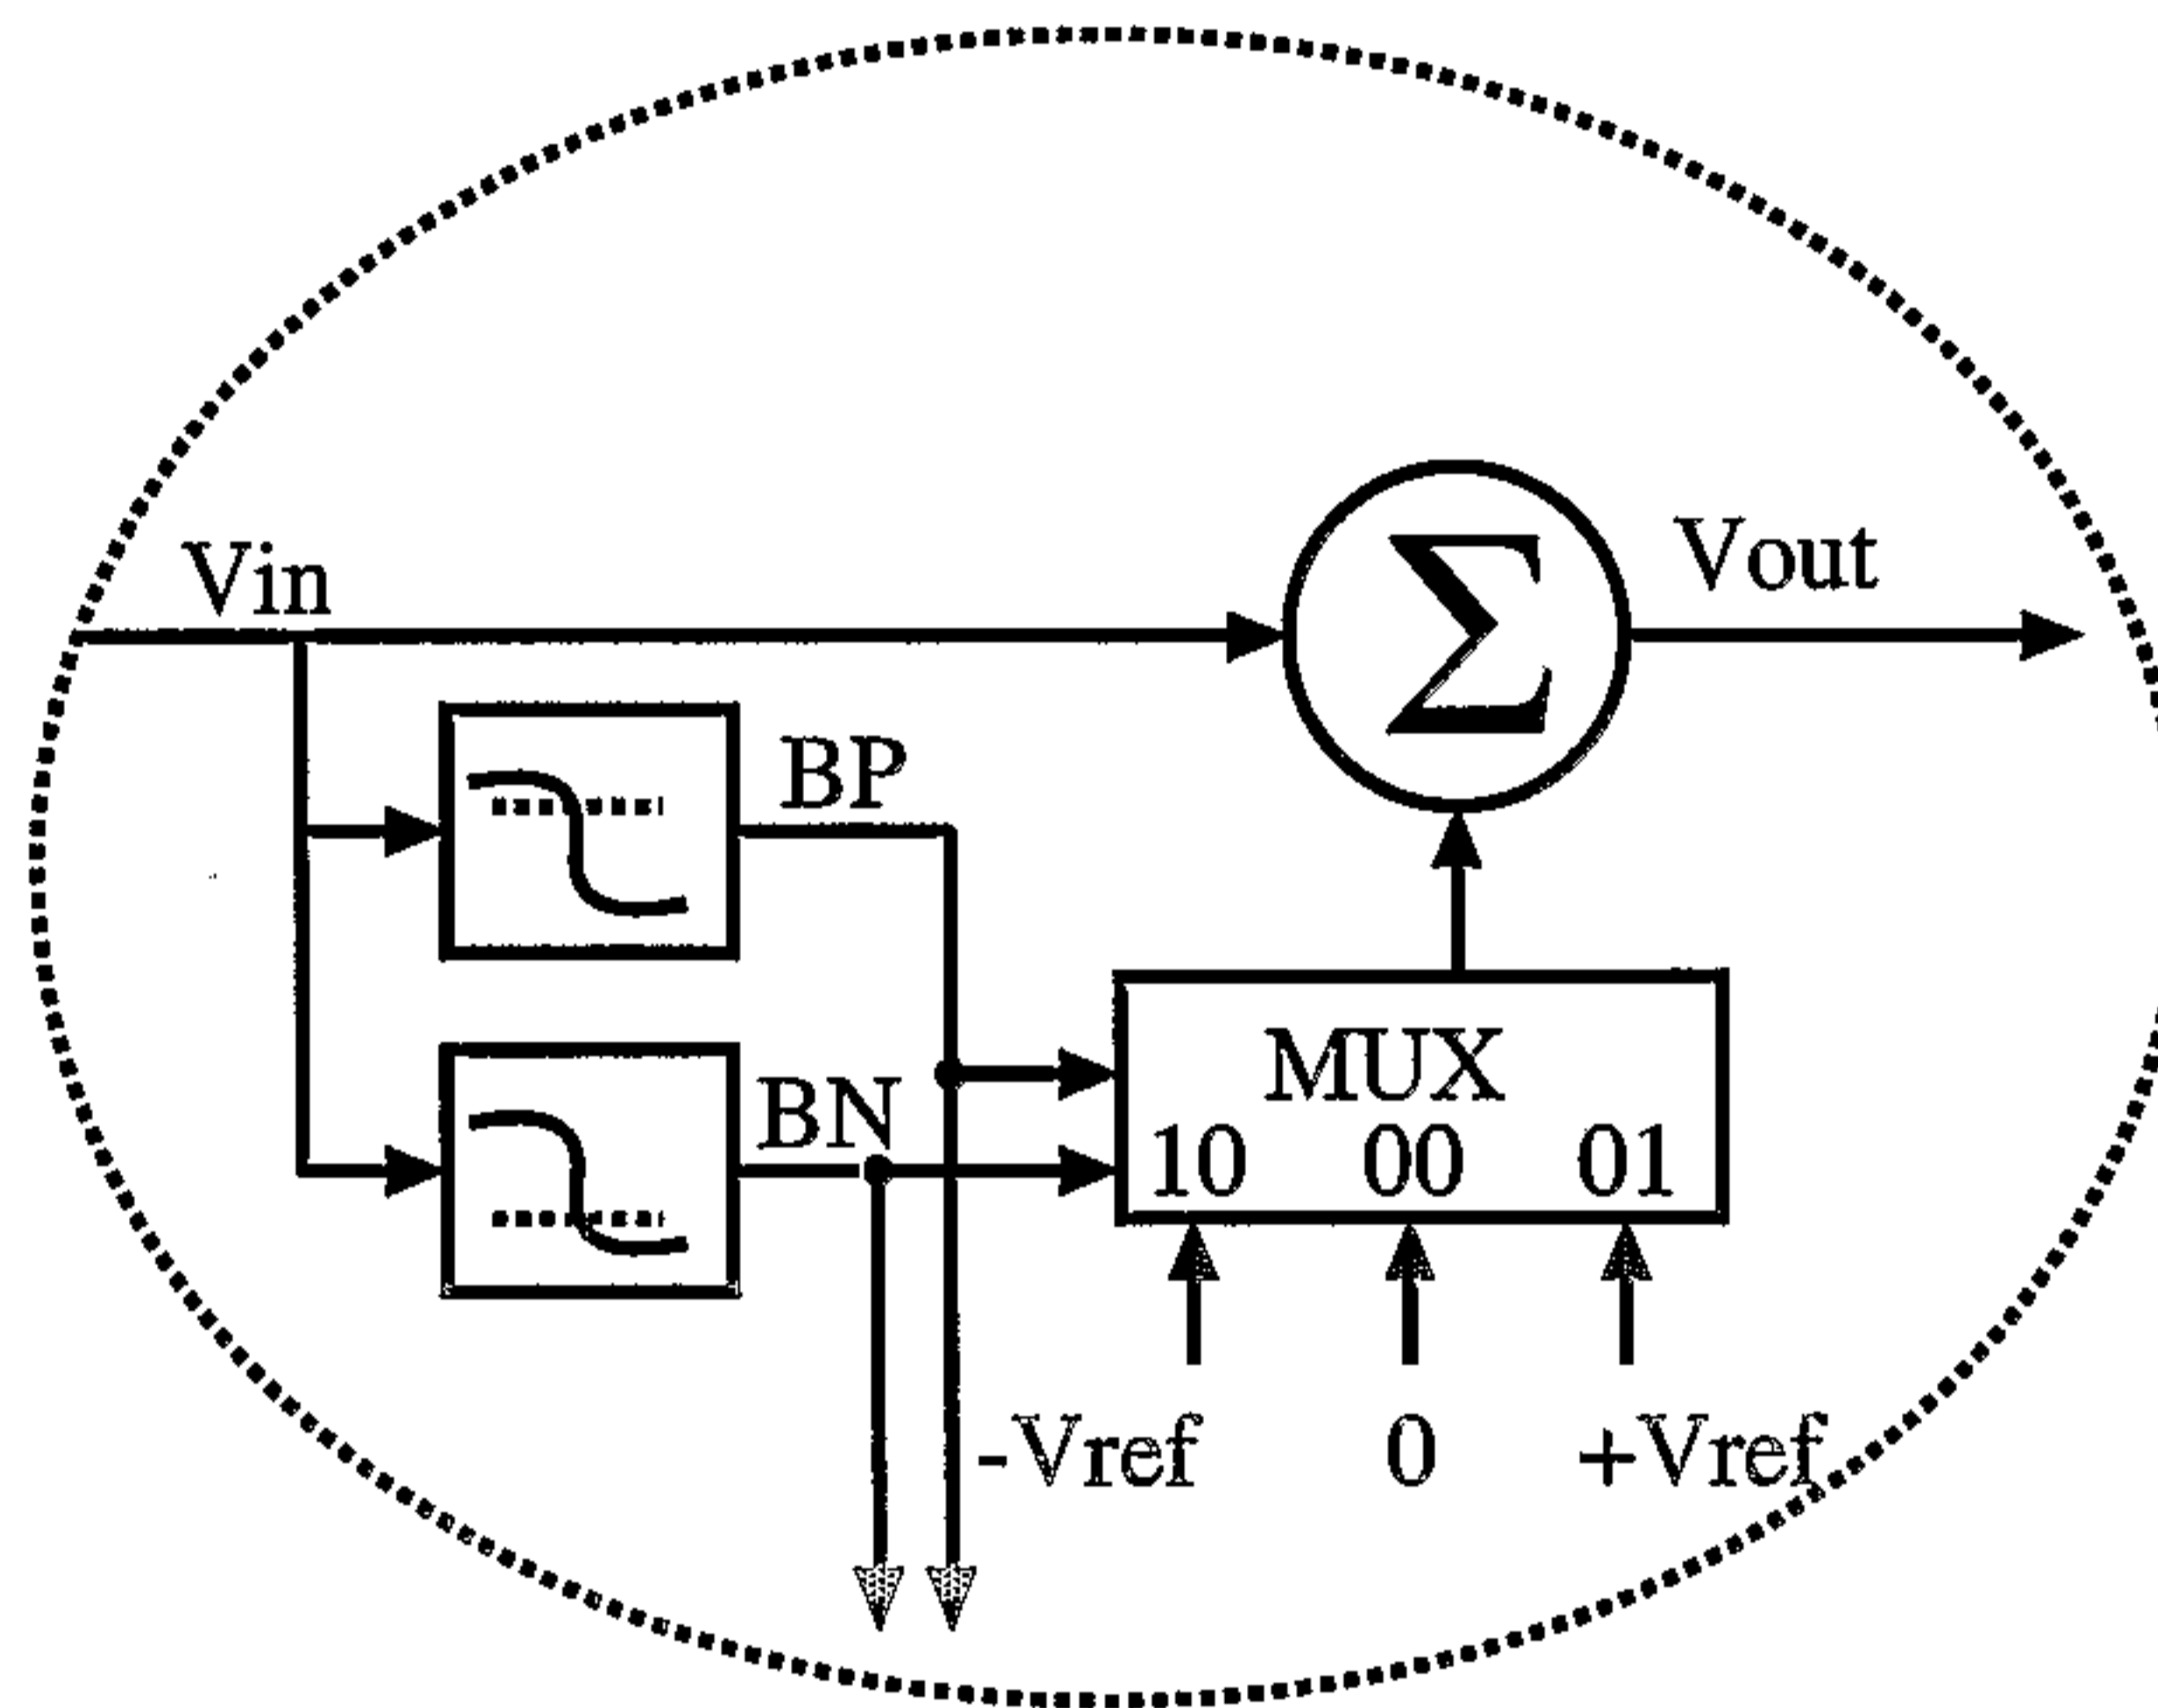 Vin
Σ
Vout
BP
BN
MUX
10 00 01
-Vref 0 +Vref